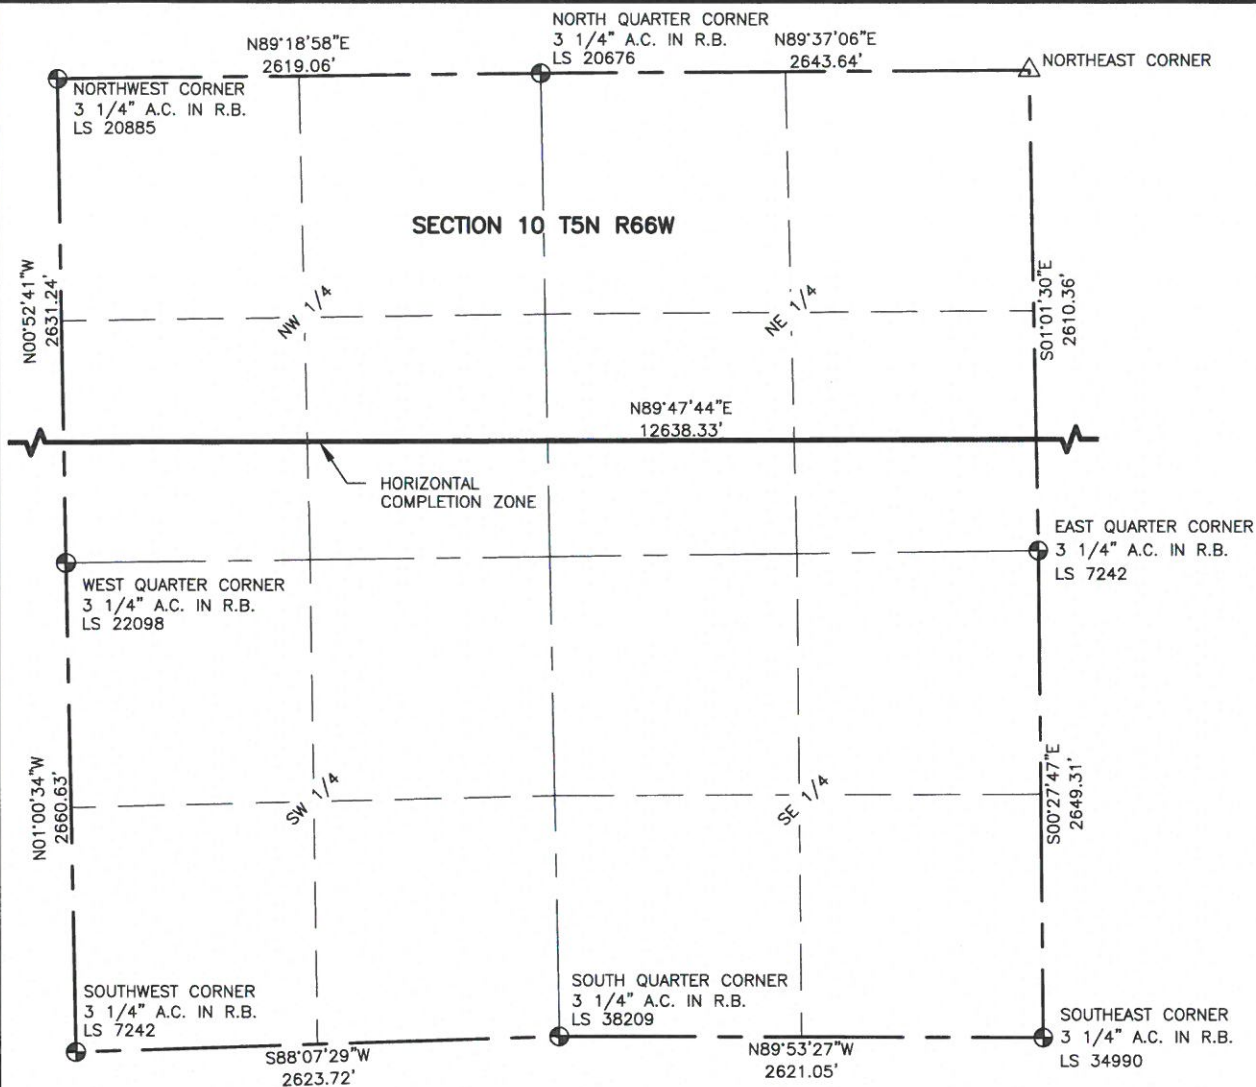 NORTH QUARTER CORNER
3 1/4" A.C. IN R.B.
LS 20676
N89°18'58"E
2619.06'
N89°37'06"E
2643.64'
NORTHEAST CORNER
NORTHWEST CORNER
3 1/4" A.C. IN R.B.
LS 20885
SECTION 10 T5N R66W
N00°52'41"W
2631.24'
NW 1/4
NE 1/4
S01°01'30"E
2610.36'
N89°47'44"E
12638.33'
HORIZONTAL
COMPLETION ZONE
EAST QUARTER CORNER
3 1/4" A.C. IN R.B.
LS 7242
WEST QUARTER CORNER
3 1/4" A.C. IN R.B.
LS 22098
N01°00'34"W
2660.63'
SW 1/4
SE 1/4
S00°27'47"E
2649.31'
SOUTHWEST CORNER
3 1/4" A.C. IN R.B.
LS 7242
SOUTH QUARTER CORNER
3 1/4" A.C. IN R.B.
LS 38209
SOUTHEAST CORNER
3 1/4" A.C. IN R.B.
LS 34990
S88°07'29"W
2623.72'
N89°53'27"W
2621.05'